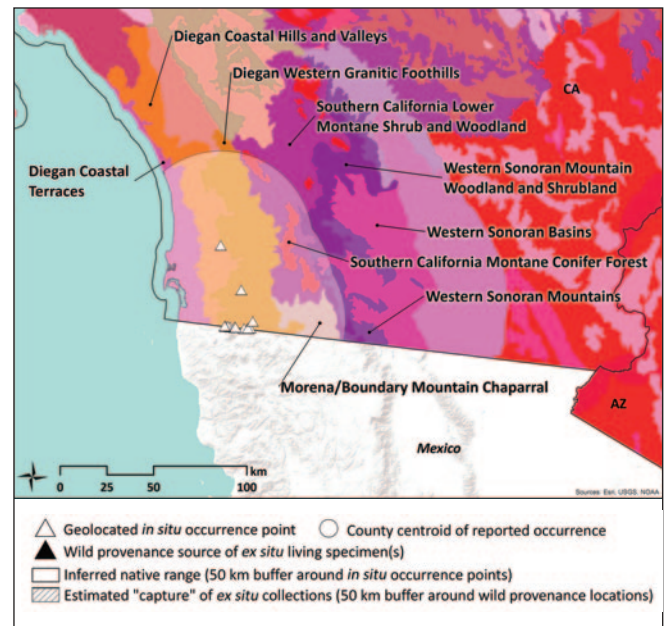 Diegan Coastal Hills and Valleys
Diegan Western Granitic Foothills
CA
Southern California Lower
Montane Shrub and Woodland
Diegan Coastal
Terraces
Western Sonoran Mountain
Woodland and Shrubland
Western Sonoran Basins
Southern California Montane Conifer Forest
Western Sonoran Mountains
Morena/Boundary Mountain Chaparral
AZ
Mexico
km
0 25 50 100
Sources: Esri, USGS, NOAA
Geolocated in situ occurrence point
County centroid of reported occurrence
Wild provenance source of ex situ living specimen(s)
Inferred native range (50 km buffer around in situ occurrence points)
Estimated "capture" of ex situ collections (50 km buffer around wild provenance locations)